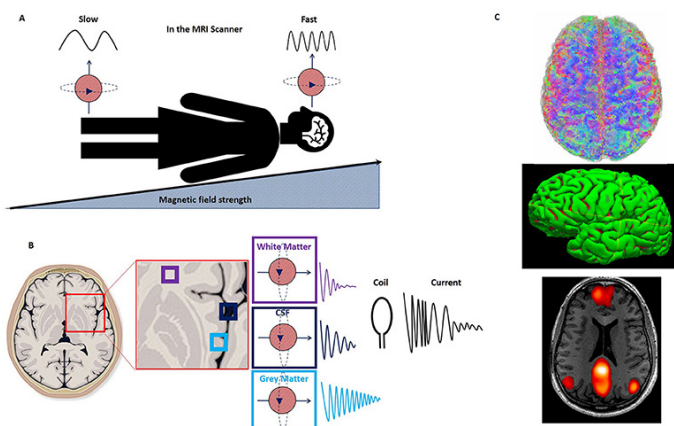 A
Slow
In the MRI Scanner
Fast
Magnetic field strength
B
White Matter
CSF
Grey Matter
Coil
Current
C